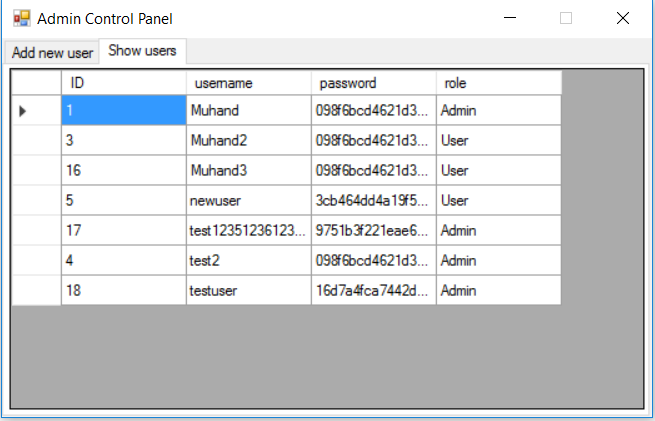 Admin Control Panel
Add new user Show users
ID username password role
1 Muhand 098f6bcd4621d3... Admin
3 Muhand2 098f6bcd4621d3... User
16 Muhand3 098f6bcd4621d3... User
5 newuser 3cb464dd4a19f5... User
17 test12351236123... 9751b3f221eae6... Admin
4 test2 098f6bcd4621d3... Admin
18 testuser 16d7a4fca7442d... Admin